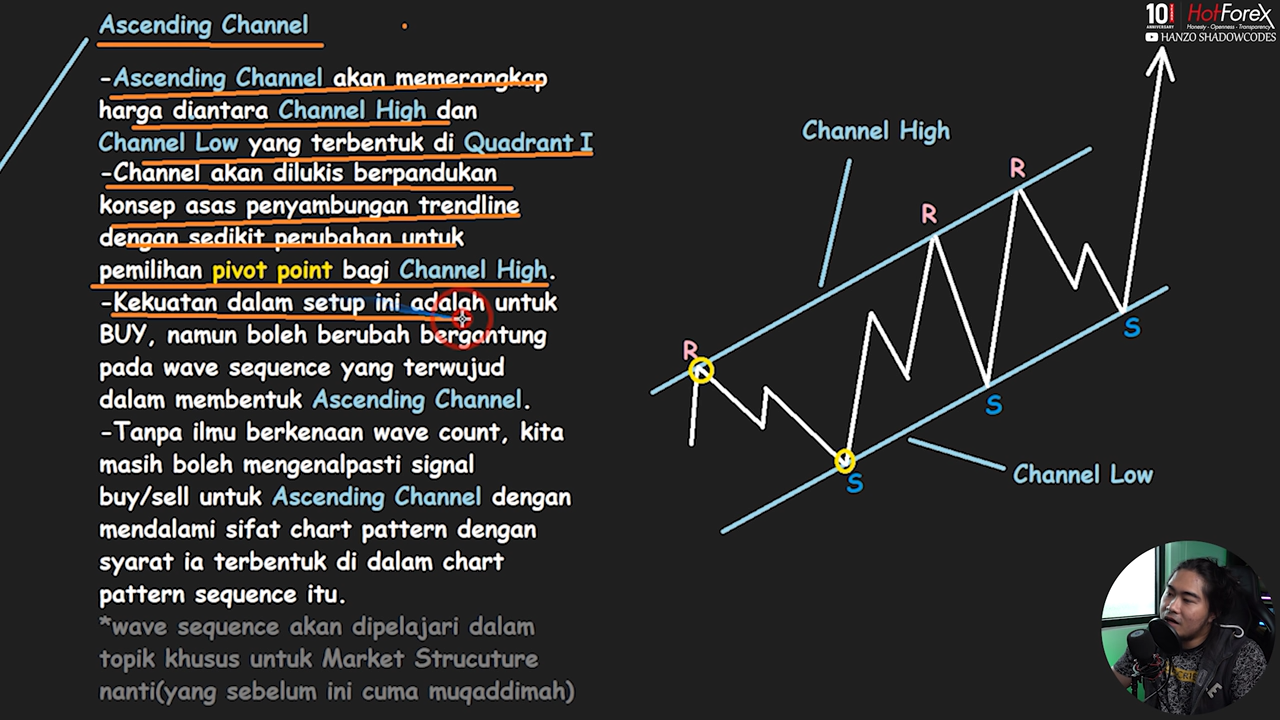 Ascending Channel
-Ascending Channel akan memerangkap
harga diantara Channel High dan
Channel Low yang terbentuk di Quadrant I
-Channel akan dilukis berpandukan
konsep asas penyambungan trendline
dengan sedikit perubahan untuk
pemilihan pivot point bagi Channel High.
-Kekuatan dalam setup ini adalah untuk
BUY, namun boleh berubah bergantung
pada wave sequence yang terwujud
dalam membentuk Ascending Channel.
-Tanpa ilmu berkenaan wave count, kita
masih boleh mengenalpasti signal
buy/sell untuk Ascending Channel dengan
mendalami sifat chart pattern dengan
syarat ia terbentuk di dalam chart
pattern sequence itu.
*wave sequence akan dipelajari dalam
topik khusus untuk Market Strucuture
nanti(yang sebelum ini cuma muqaddimah)
10 ANNIVERSARY
HotForeX
Honesty - Openness - Transparency
HANZO SHADOWCODES
Channel High
R
R
R
S
S
S
Channel Low